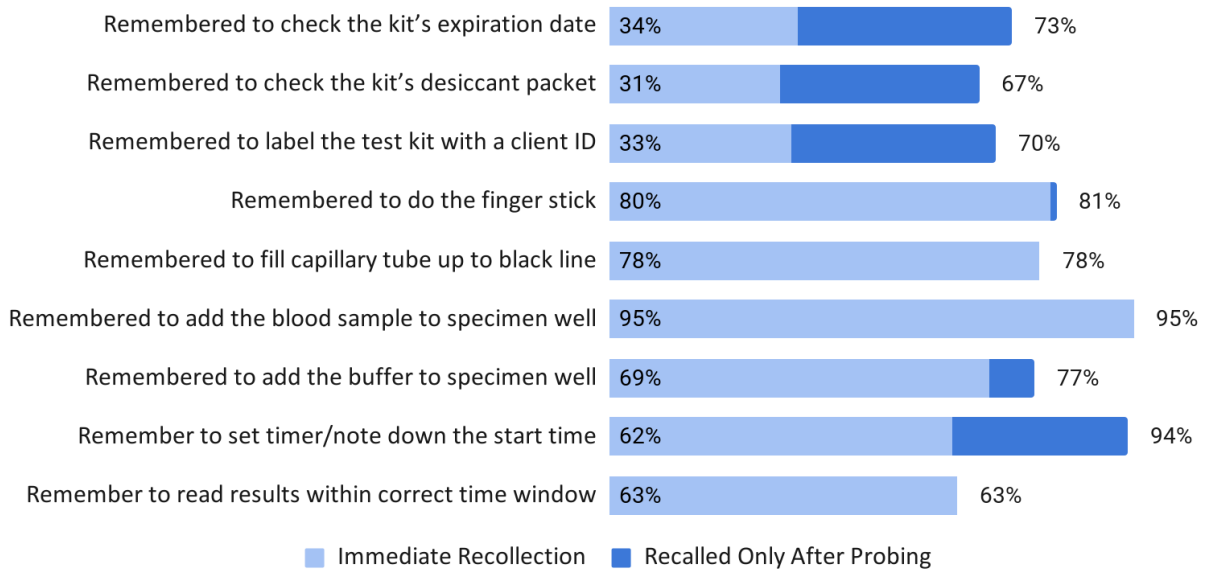 Remembered to check the kit’s expiration date 34% 73%
Remembered to check the kit’s desiccant packet 31% 67%
Remembered to label the test kit with a client ID 33% 70%
Remembered to do the finger stick 80% 81%
Remembered to fill capillary tube up to black line 78% 78%
Remembered to add the blood sample to specimen well 95% 95%
Remembered to add the buffer to specimen well 69% 77%
Remember to set timer/note down the start time 62% 94%
Remember to read results within correct time window 63% 63%
Immediate Recollection Recalled Only After Probing